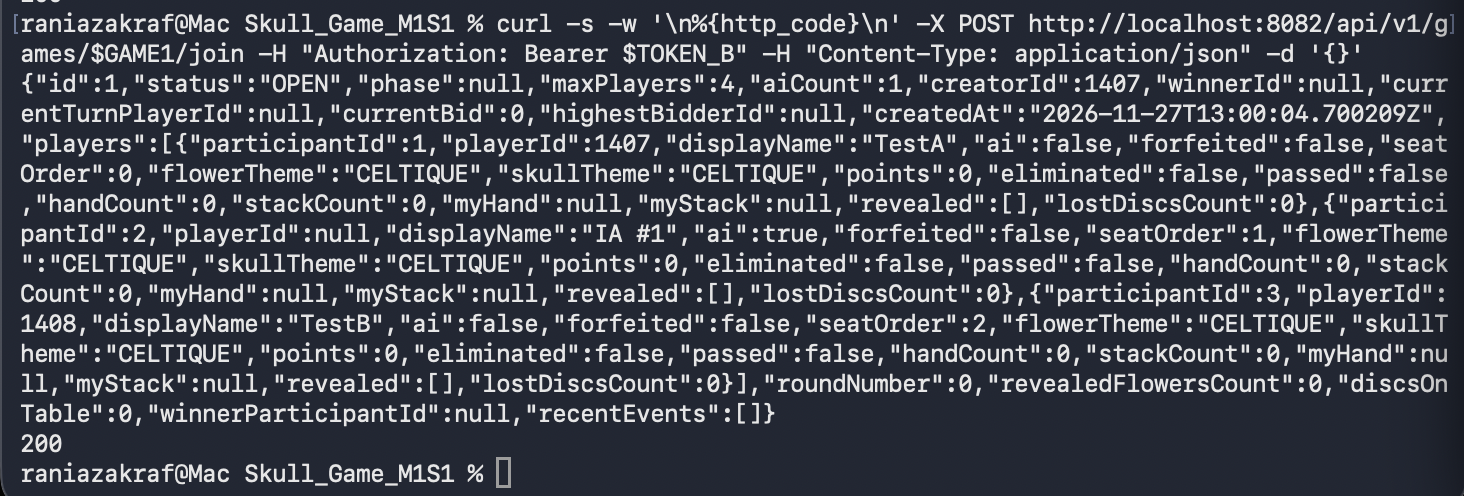 [raniazakraf@Mac Skull_Game_M1S1 % curl -s -w '\n%{http_code}\n' -X POST http://localhost:8082/api/v1/g]
ames/$GAME1/join -H "Authorization: Bearer $TOKEN_B" -H "Content-Type: application/json" -d '{}'
{"id":1,"status":"OPEN","phase":null,"maxPlayers":4,"aiCount":1,"creatorId":1407,"winnerId":null,"curr
entTurnPlayerId":null,"currentBid":0,"highestBidderId":null,"createdAt":"2026-11-27T13:00:04.700209Z",
"players":[{"participantId":1,"playerId":1407,"displayName":"TestA","ai":false,"forfeited":false,"seat
Order":0,"flowerTheme":"CELTIQUE","skullTheme":"CELTIQUE","points":0,"eliminated":false,"passed":false
,"handCount":0,"stackCount":0,"myHand":null,"myStack":null,"revealed":[],"lostDiscsCount":0},{"partici
pantId":2,"playerId":null,"displayName":"IA #1","ai":true,"forfeited":false,"seatOrder":1,"flowerTheme
":"CELTIQUE","skullTheme":"CELTIQUE","points":0,"eliminated":false,"passed":false,"handCount":0,"stack
Count":0,"myHand":null,"myStack":null,"revealed":[],"lostDiscsCount":0},{"participantId":3,"playerId":
1408,"displayName":"TestB","ai":false,"forfeited":false,"seatOrder":2,"flowerTheme":"CELTIQUE","skullT
heme":"CELTIQUE","points":0,"eliminated":false,"passed":false,"handCount":0,"stackCount":0,"myHand":nu
ll,"myStack":null,"revealed":[],"lostDiscsCount":0}],"roundNumber":0,"revealedFlowersCount":0,"discsOn
Table":0,"winnerParticipantId":null,"recentEvents":[]}
200
raniazakraf@Mac Skull_Game_M1S1 %